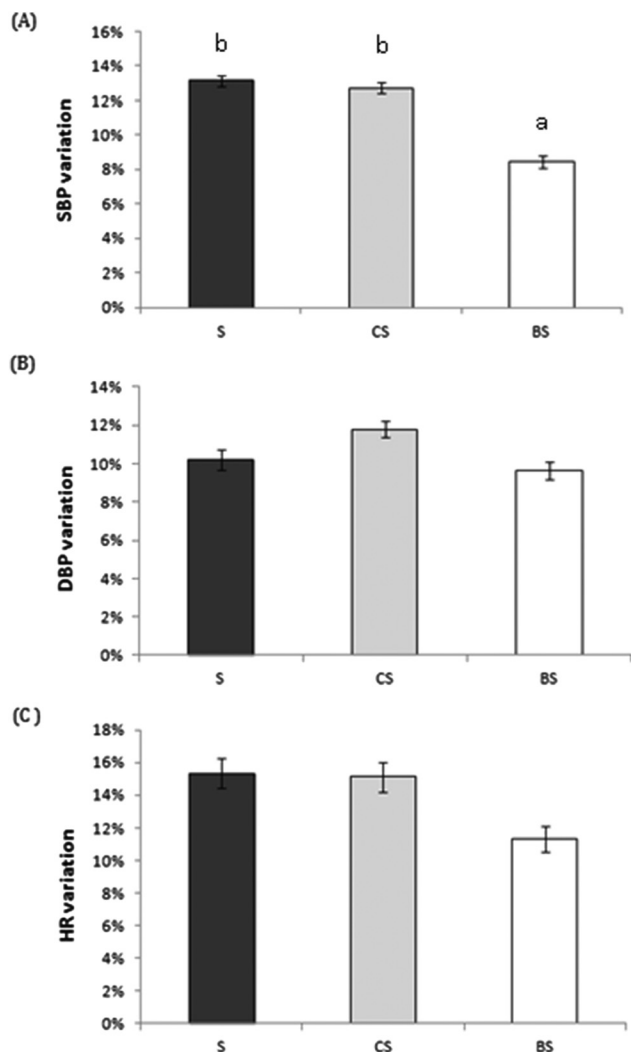 (A)
SBP variation
16%
14%
12%
10%
8%
6%
4%
2%
0%
b
b
a
S CS BS
(B)
DBP variation
14%
12%
10%
8%
6%
4%
2%
0%
S CS BS
(C )
HR variation
18%
16%
14%
12%
10%
8%
6%
4%
2%
0%
S CS BS